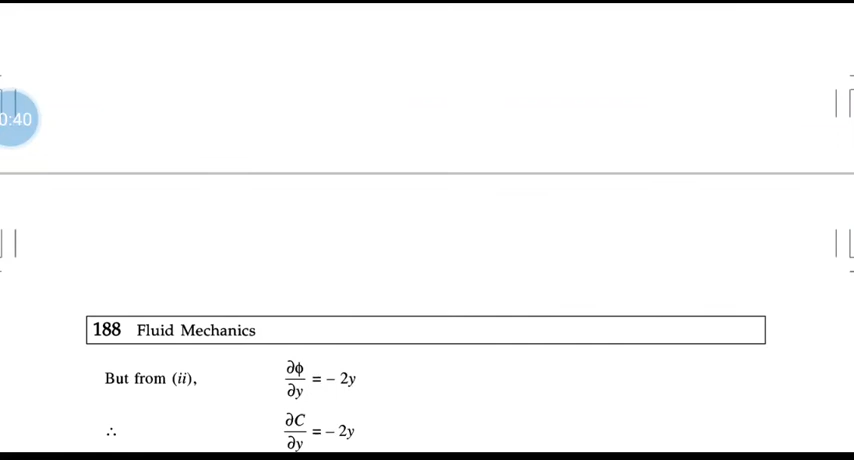 0:40
188 Fluid Mechanics
But from (ii), ∂ϕ/∂y = – 2y
∴ ∂C/∂y = – 2y